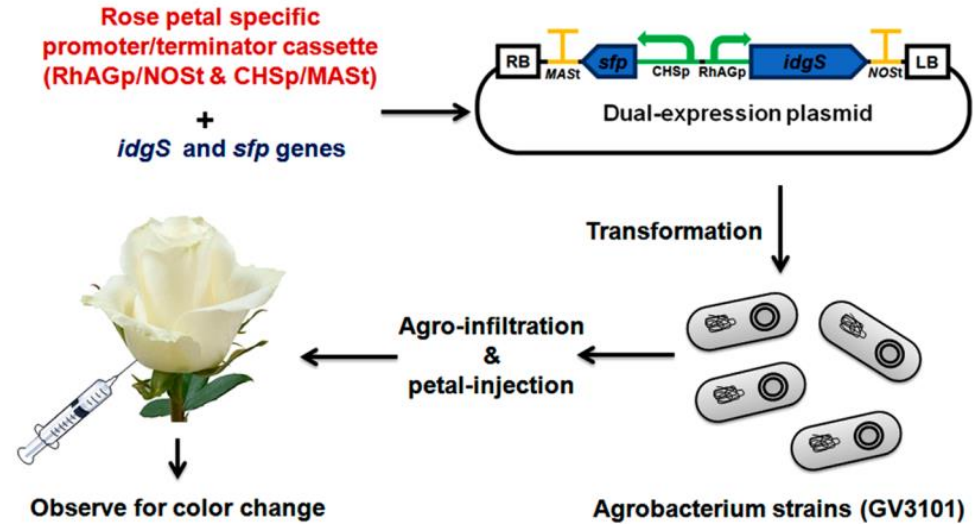 Rose petal specific
promoter/terminator cassette
(RhAGp/NOSt & CHSp/MASt)
+
idgS and sfp genes
RB
MASt
sfp
CHSp
RhAGp
idgS
NOSt
LB
Dual-expression plasmid
Transformation
Agro-infiltration
&
petal-injection
Observe for color change
Agrobacterium strains (GV3101)